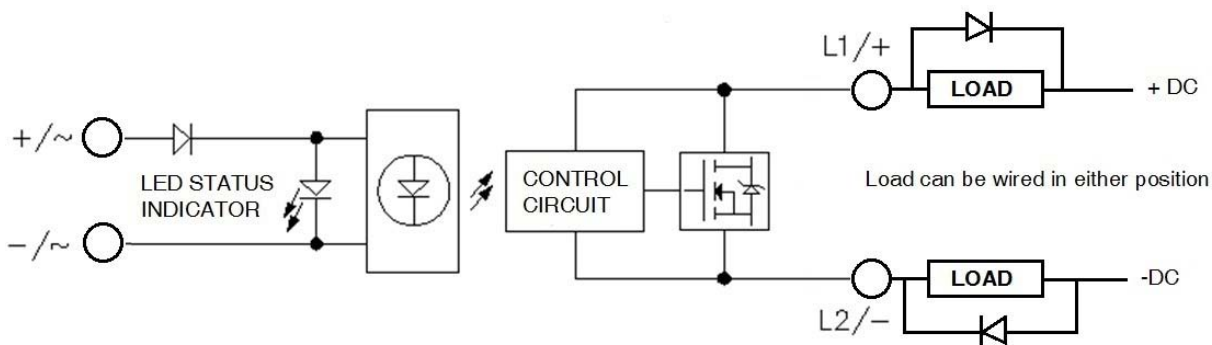 L1/+
LOAD
+ DC
+/~
LED STATUS
INDICATOR
CONTROL
CIRCUIT
Load can be wired in either position
-/~
LOAD
-DC
L2/-